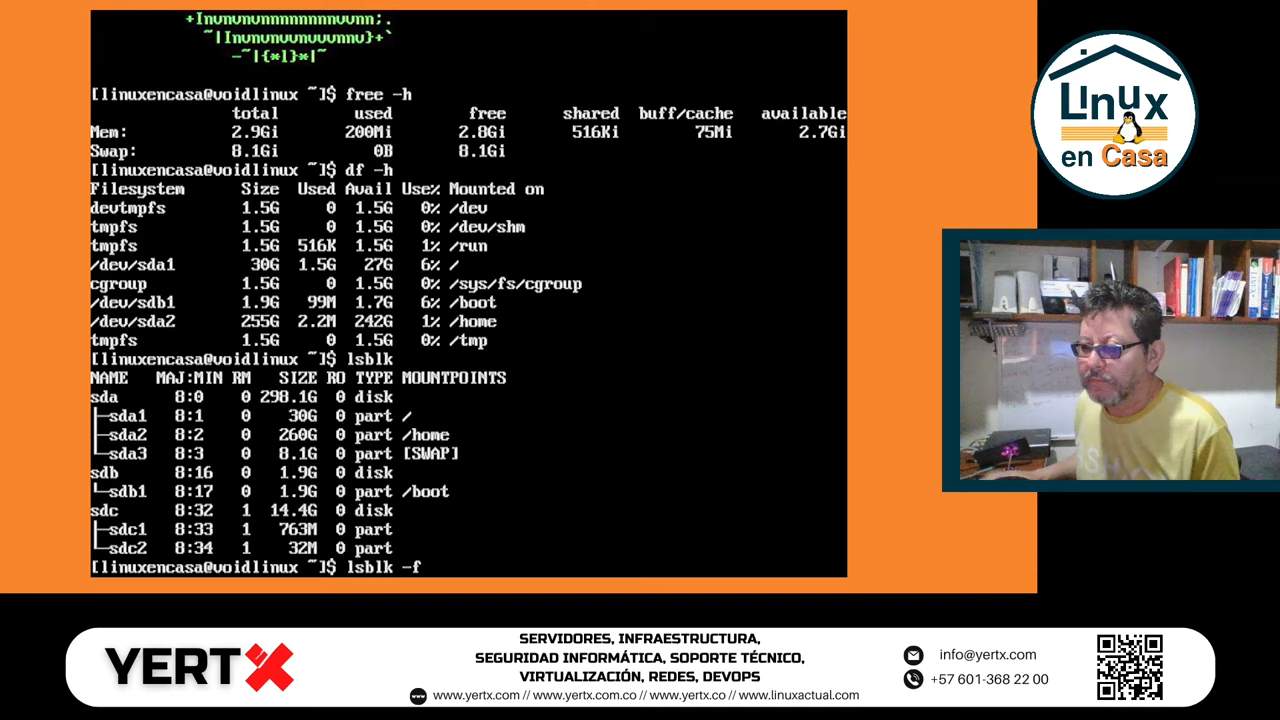 +Invnvnvnnnnnnnnvvnn;.
~|Invnvnvvnvvvnnv}+`
-~|{*l}*|~
[linuxencasa@voidlinux ~]$ free -h
total used free shared buff/cache available
Mem: 2.9Gi 200Mi 2.8Gi 516Ki 75Mi 2.7Gi
Swap: 8.1Gi 0B 8.1Gi
[linuxencasa@voidlinux ~]$ df -h
Filesystem Size Used Avail Use% Mounted on
devtmpfs 1.5G 0 1.5G 0% /dev
tmpfs 1.5G 0 1.5G 0% /dev/shm
tmpfs 1.5G 516K 1.5G 1% /run
/dev/sda1 30G 1.5G 27G 6% /
cgroup 1.5G 0 1.5G 0% /sys/fs/cgroup
/dev/sdb1 1.9G 99M 1.7G 6% /boot
/dev/sda2 255G 2.2M 242G 1% /home
tmpfs 1.5G 0 1.5G 0% /tmp
[linuxencasa@voidlinux ~]$ lsblk
NAME MAJ:MIN RM SIZE RO TYPE MOUNTPOINTS
sda 8:0 0 298.1G 0 disk
├─sda1 8:1 0 30G 0 part /
├─sda2 8:2 0 260G 0 part /home
└─sda3 8:3 0 8.1G 0 part [SWAP]
sdb 8:16 0 1.9G 0 disk
└─sdb1 8:17 0 1.9G 0 part /boot
sdc 8:32 1 14.4G 0 disk
├─sdc1 8:33 1 763M 0 part
└─sdc2 8:34 1 32M 0 part
[linuxencasa@voidlinux ~]$ lsblk -f
Linux
en Casa
YERTX
SERVIDORES, INFRAESTRUCTURA,
SEGURIDAD INFORMÁTICA, SOPORTE TÉCNICO,
VIRTUALIZACIÓN, REDES, DEVOPS
www.yertx.com // www.yertx.com.co // www.yertx.co // www.linuxactual.com
info@yertx.com
+57 601-368 22 00